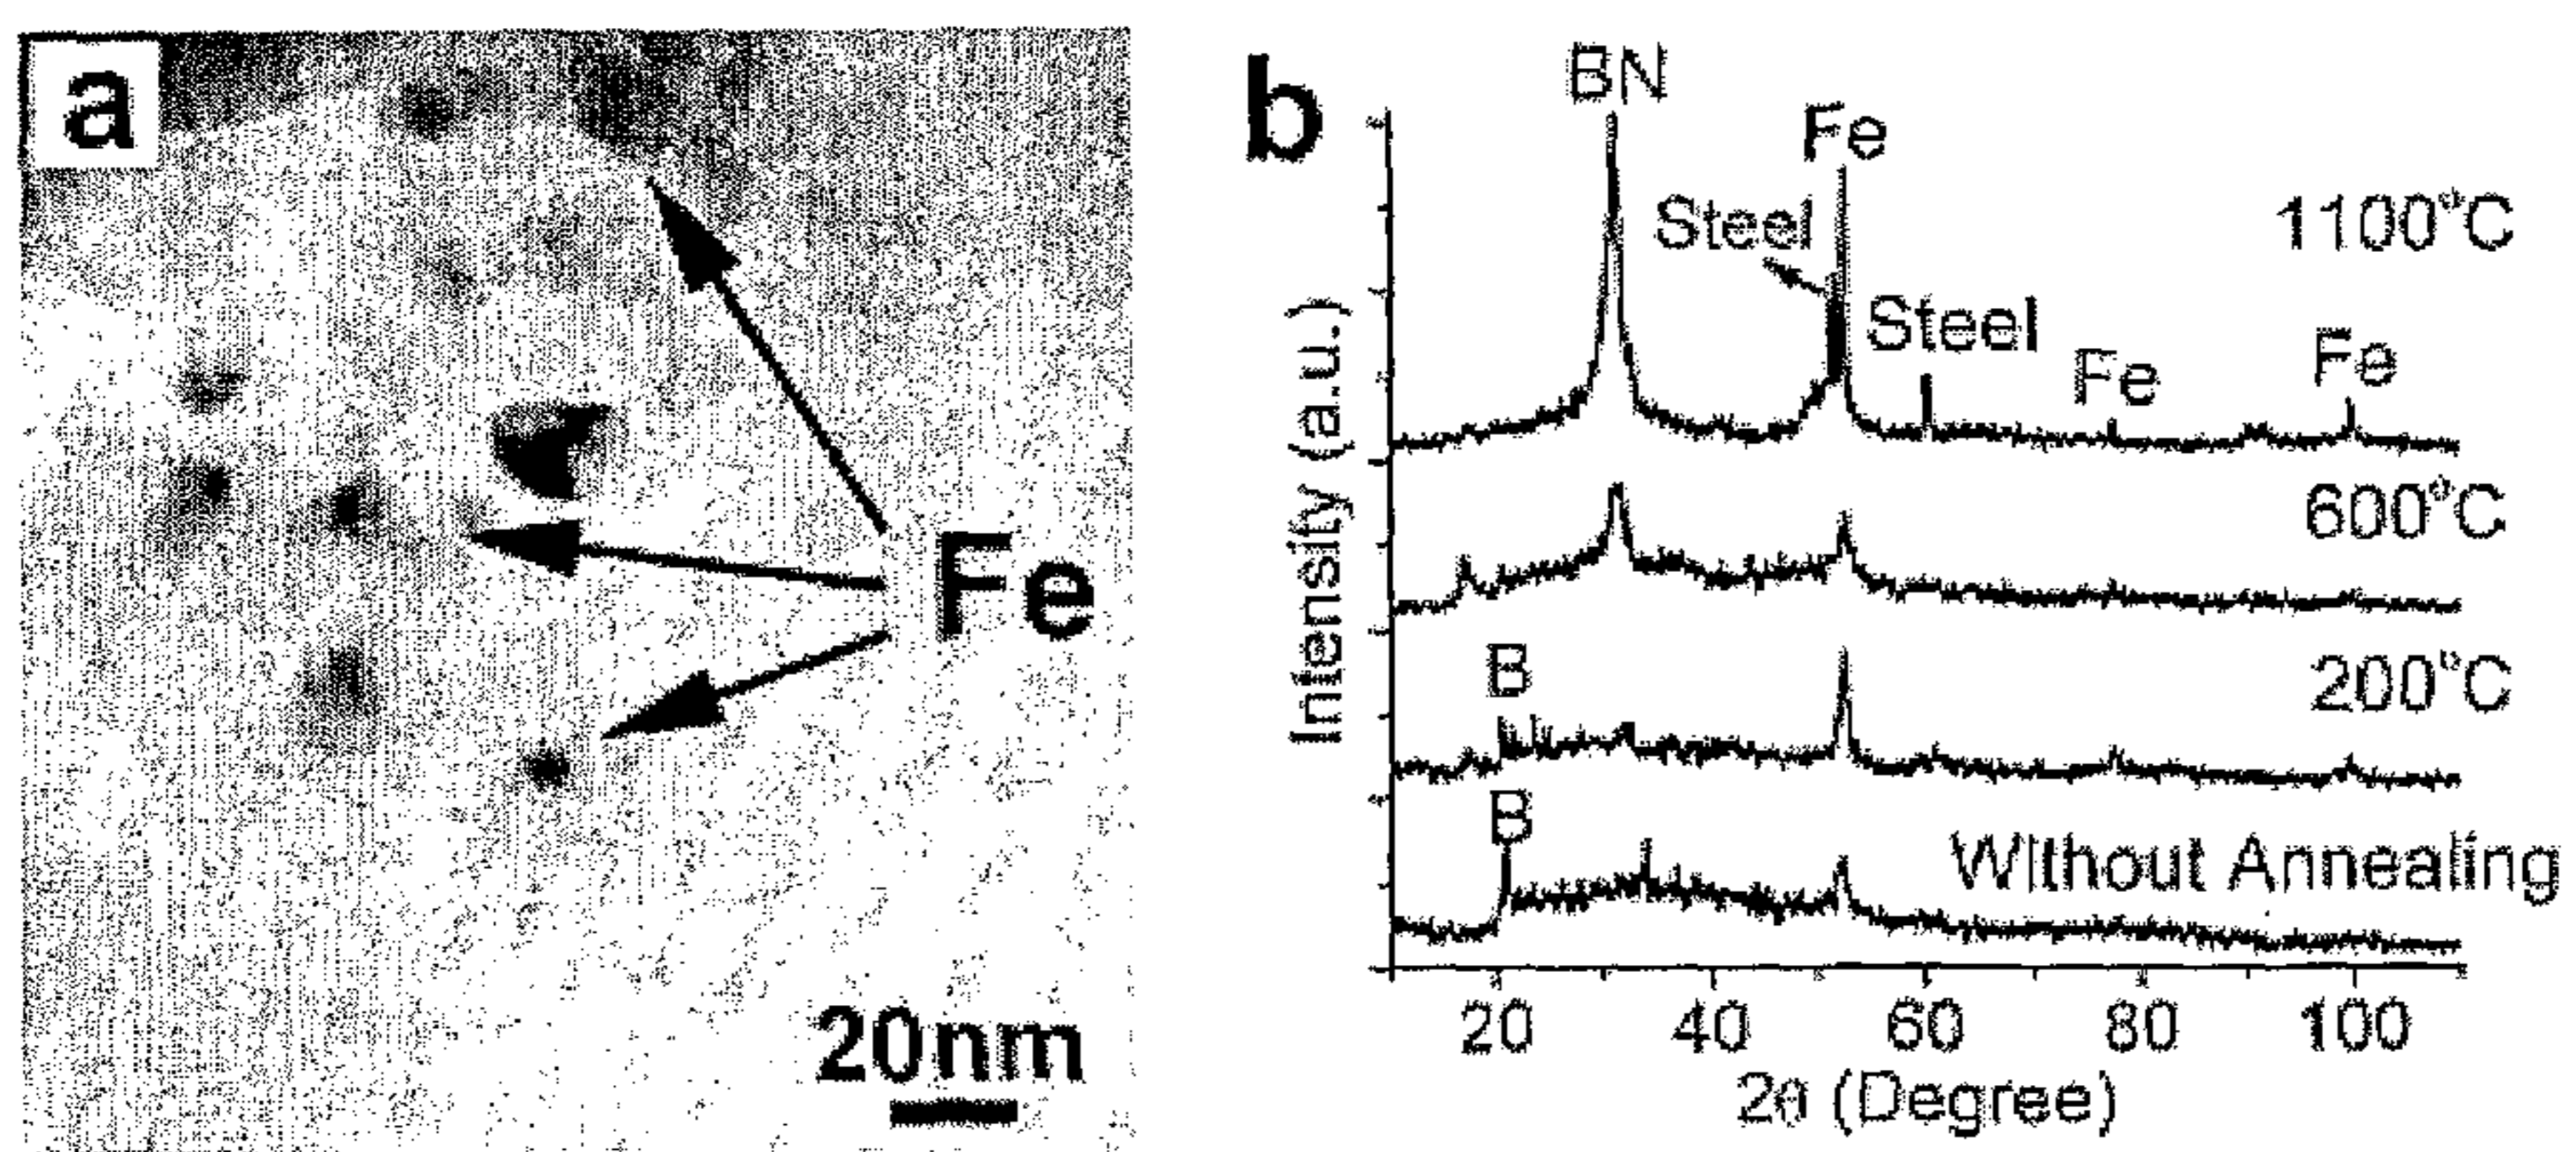 a
Fe
20nm
b
BN
Fe
Steel
Steel
Fe
Fe
1100°C
600°C
B
200°C
B
Without Annealing
Intensity (a.u.)
20 40 60 80 100
2θ (Degree)